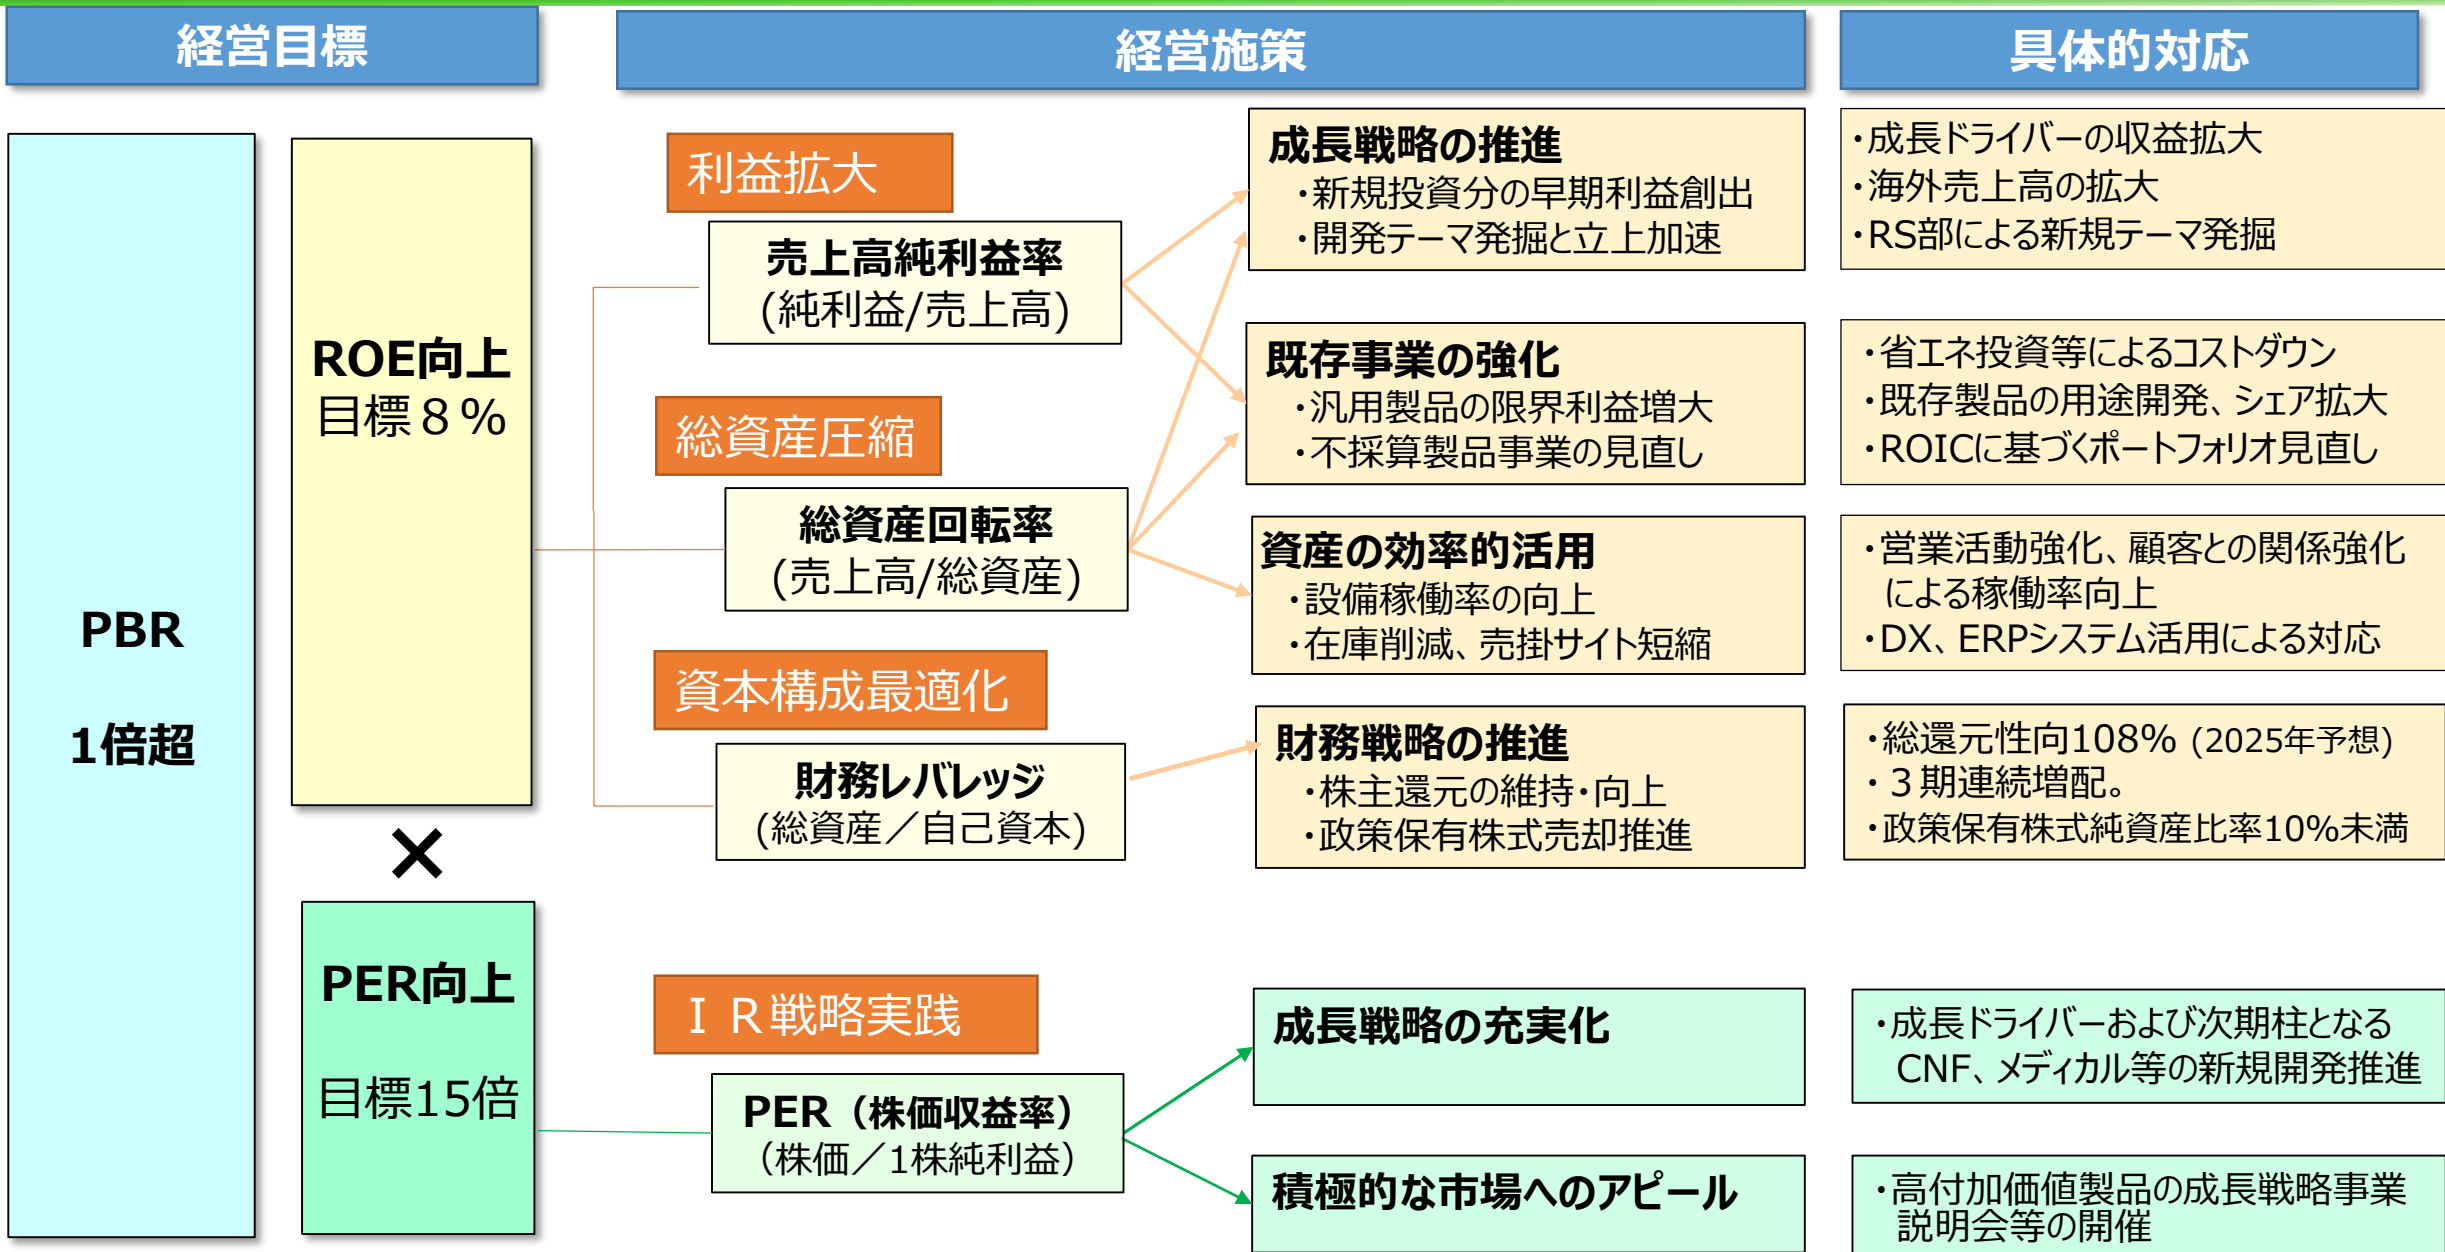 経営目標
経営施策
具体的対応
PBR
1倍超
ROE向上
目標８%
×
PER向上
目標15倍
利益拡大
売上高純利益率
(純利益/売上高)
総資産圧縮
総資産回転率
(売上高/総資産)
資本構成最適化
財務レバレッジ
(総資産／自己資本)
ＩＲ戦略実践
PER（株価収益率）
（株価／1株純利益）
成長戦略の推進
・新規投資分の早期利益創出
・開発テーマ発掘と立上加速
既存事業の強化
・汎用製品の限界利益増大
・不採算製品事業の見直し
資産の効率的活用
・設備稼働率の向上
・在庫削減、売掛サイト短縮
財務戦略の推進
・株主還元の維持・向上
・政策保有株式売却推進
成長戦略の充実化
積極的な市場へのアピール
・成長ドライバーの収益拡大
・海外売上高の拡大
・RS部による新規テーマ発掘
・省エネ投資等によるコストダウン
・既存製品の用途開発、シェア拡大
・ROICに基づくポートフォリオ見直し
・営業活動強化、顧客との関係強化
による稼働率向上
・DX、ERPシステム活用による対応
・総還元性向108% (2025年予想)
・３期連続増配。
・政策保有株式純資産比率10%未満
・成長ドライバーおよび次期柱となる
CNF、メディカル等の新規開発推進
・高付加価値製品の成長戦略事業
説明会等の開催